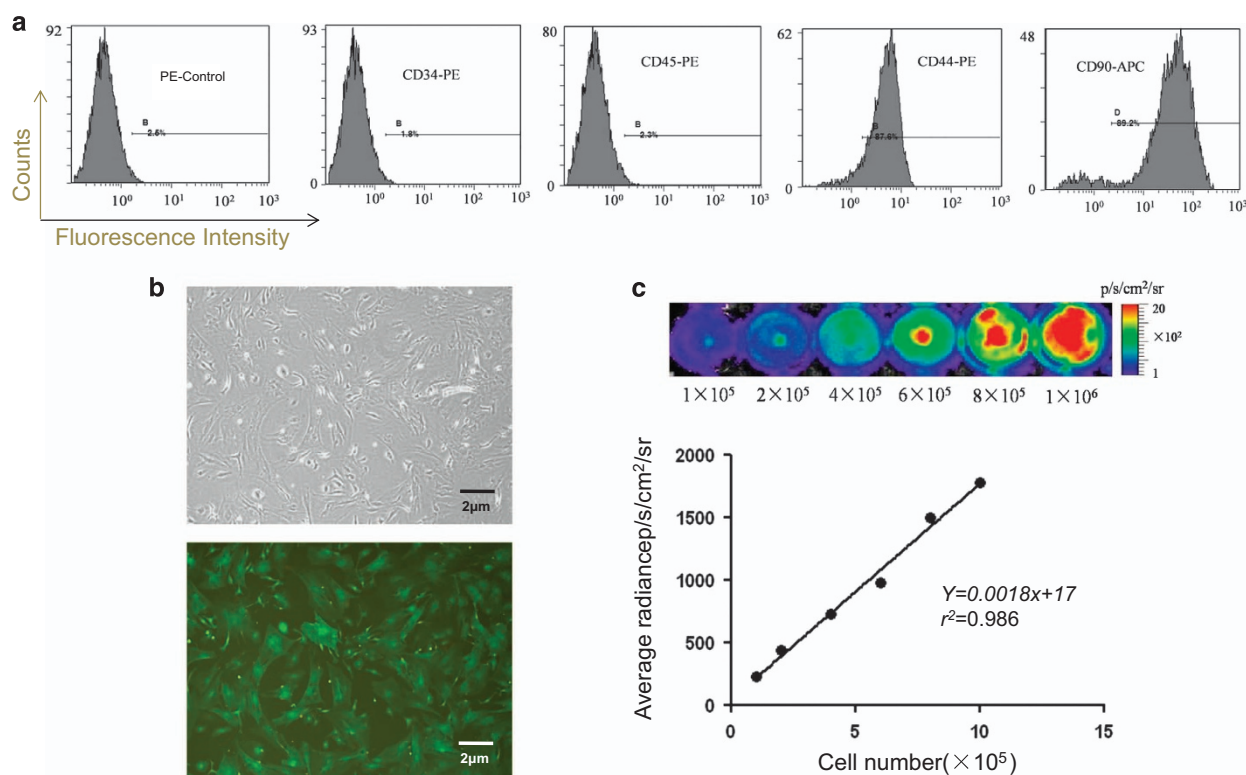 a
92
PE-Control
B
2.5%
10⁰ 10¹ 10² 10³
93
CD34-PE
B
1.8%
0
10⁰ 10¹ 10² 10³
80
CD45-PE
B
2.3%
0
10⁰ 10¹ 10² 10³
62
CD44-PE
B
87.6%
0
10⁰ 10¹ 10² 10³
48
CD90-APC
D
89.2%
0
10⁰ 10¹ 10² 10³
Counts
Fluorescence Intensity
b
2μm
2μm
c
p/s/cm²/sr
20
×10²
1
1×10⁵ 2×10⁵ 4×10⁵ 6×10⁵ 8×10⁵ 1×10⁶
Average radiancep/s/cm²/sr
2000
1500
1000
500
0
Y=0.0018x+17
r²=0.986
0 5 10 15
Cell number(×10⁵)